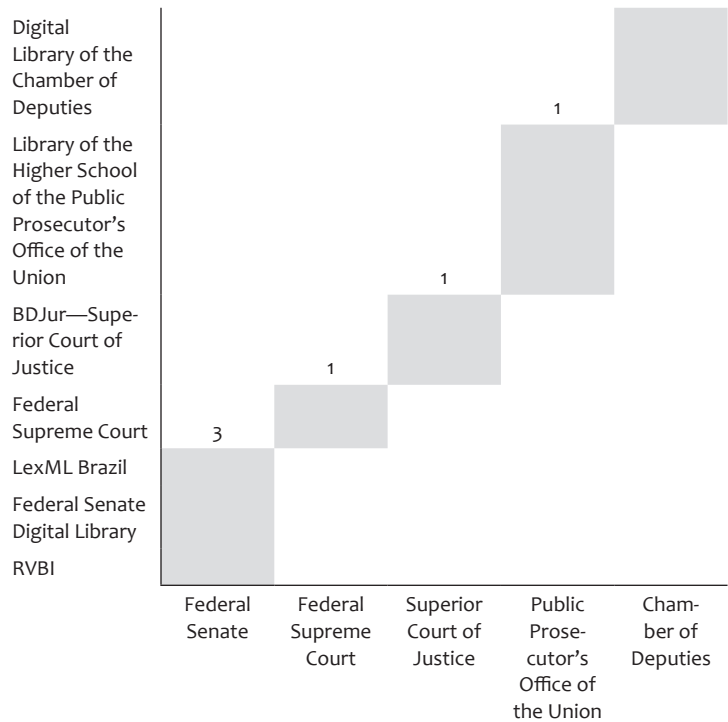 Digital
Library of the
Chamber of
Deputies
1
Library of the
Higher School
of the Public
Prosecutor’s
Office of the
Union
1
BDJur—Supe-
rior Court of
Justice
1
Federal
Supreme Court
3
LexML Brazil
Federal Senate
Digital Library
RVBI
Federal
Senate
Federal
Supreme
Court
Superior
Court of
Justice
Public
Prose-
cutor’s
Office of
the Union
Cham-
ber of
Deputies